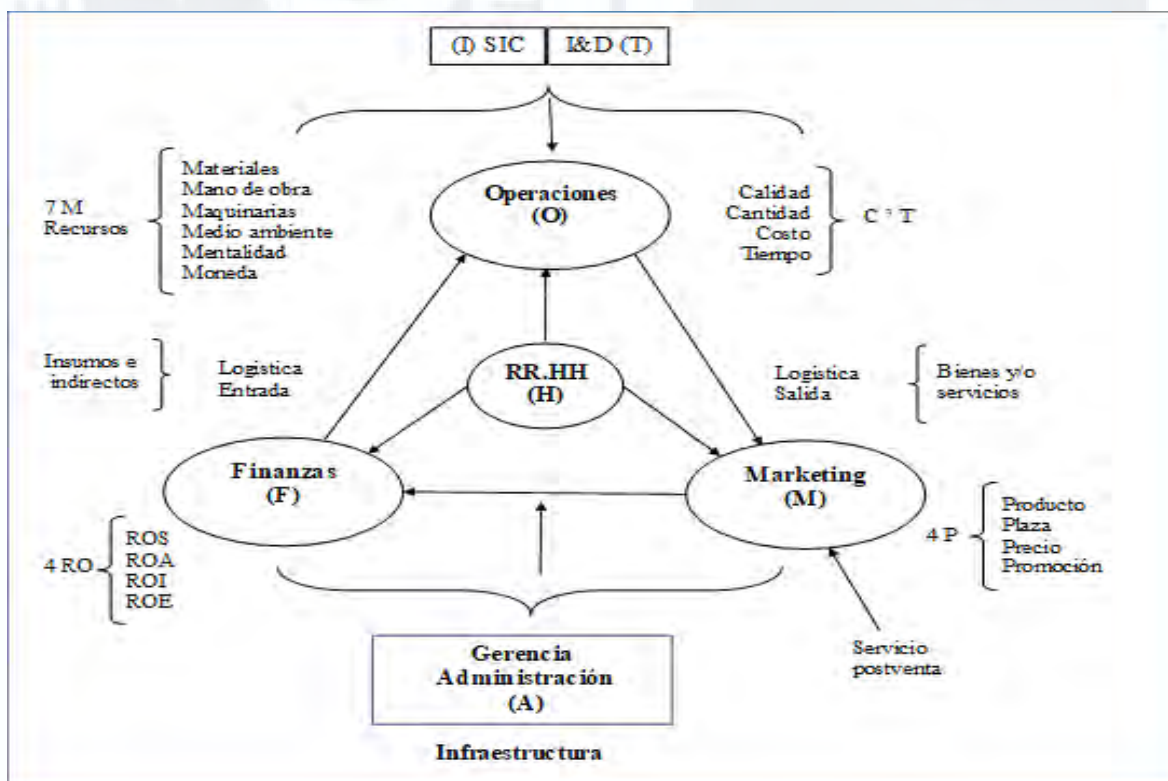 (I) SIC
I&D (T)
7 M
Recursos
Materiales
Mano de obra
Maquinarias
Medio ambiente
Mentalidad
Moneda
Operaciones
(O)
Calidad
Cantidad
Costo
Tiempo
C 3 T
Insumos e
indirectos
Logística
Entrada
RR.HH
(H)
Logística
Salida
Bienes y/o
servicios
Finanzas
(F)
Marketing
(M)
4 RO
ROS
ROA
ROI
ROE
4 P
Producto
Plaza
Precio
Promoción
Servicio
postventa
Gerencia
Administración
(A)
Infraestructura